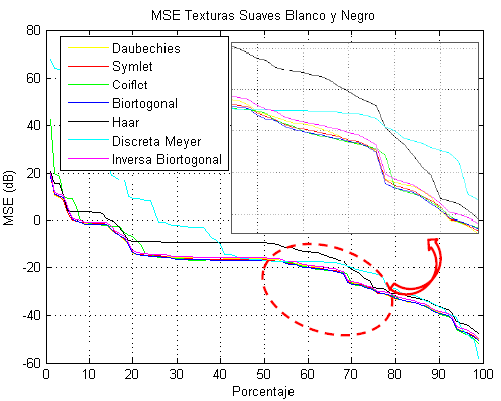 MSE Texturas Suaves Blanco y Negro
80
60
40
20
0
-20
-40
-60
MSE (dB)
Daubechies
Symlet
Coiflet
Biortogonal
Haar
Discreta Meyer
Inversa Biortogonal
0 10 20 30 40 50 60 70 80 90 100
Porcentaje